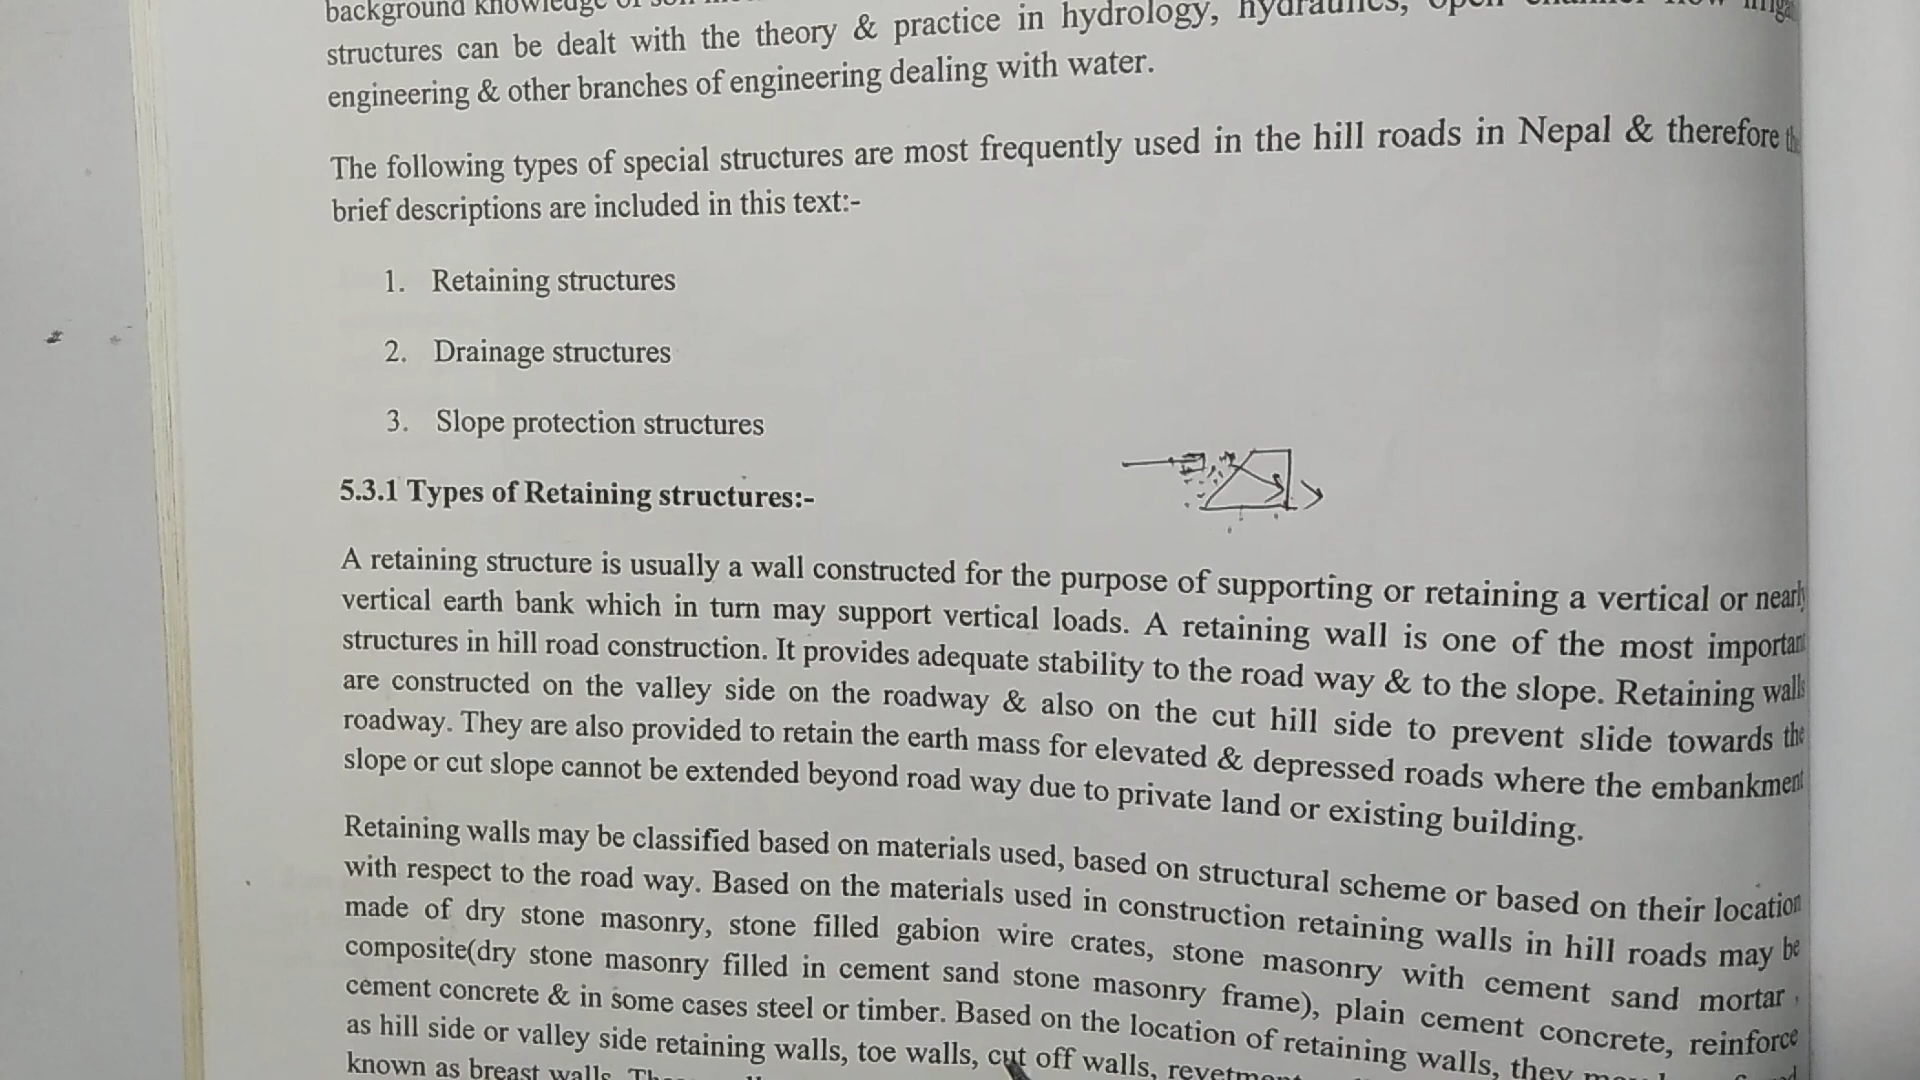 background knowledge of
structures can be dealt with the theory & practice in hydrology, hydraulics, open channel flow
engineering & other branches of engineering dealing with water.
The following types of special structures are most frequently used in the hill roads in Nepal & therefore
brief descriptions are included in this text:-
1. Retaining structures
2. Drainage structures
3. Slope protection structures
5.3.1 Types of Retaining structures:-
A retaining structure is usually a wall constructed for the purpose of supporting or retaining a vertical or nearly
vertical earth bank which in turn may support vertical loads. A retaining wall is one of the most important
structures in hill road construction. It provides adequate stability to the road way & to the slope. Retaining walls
are constructed on the valley side on the roadway & also on the cut hill side to prevent slide towards the
roadway. They are also provided to retain the earth mass for elevated & depressed roads where the embankment
slope or cut slope cannot be extended beyond road way due to private land or existing building.
Retaining walls may be classified based on materials used, based on structural scheme or based on their location
with respect to the road way. Based on the materials used in construction retaining walls in hill roads may be
made of dry stone masonry, stone filled gabion wire crates, stone masonry with cement sand mortar,
composite(dry stone masonry filled in cement sand stone masonry frame), plain cement concrete, reinforce
cement concrete & in some cases steel or timber. Based on the location of retaining walls, they
as hill side or valley side retaining walls, toe walls, cut off walls,
known as breast walls.